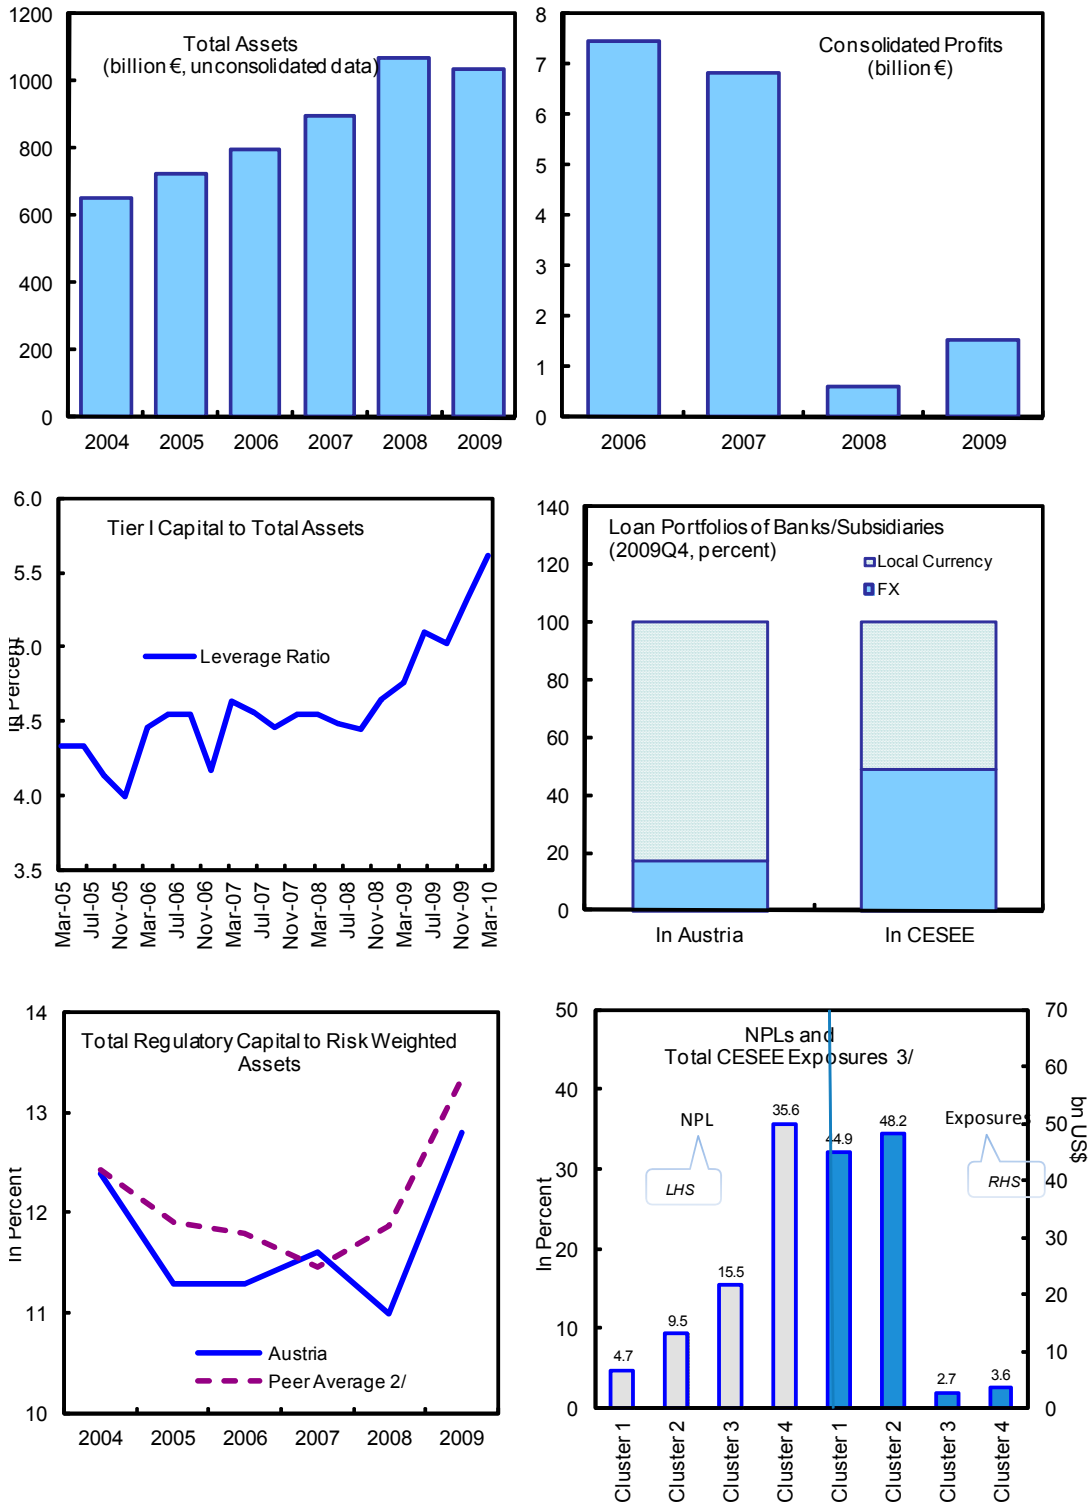 1200
1000
800
600
400
200
0
Total Assets
(billion €, unconsolidated data)
2004 2005 2006 2007 2008 2009
8
7
6
5
4
3
2
1
0
Consolidated Profits
(billion €)
2006 2007 2008 2009
6.0
5.5
5.0
4.5
4.0
3.5
In Percent
Tier I Capital to Total Assets
Leverage Ratio
Mar-05
Jul-05
Nov-05
Mar-06
Jul-06
Nov-06
Mar-07
Jul-07
Nov-07
Mar-08
Jul-08
Nov-08
Mar-09
Jul-09
Nov-09
Mar-10
140
120
100
80
60
40
20
0
Loan Portfolios of Banks/Subsidiaries
(2009Q4, percent)
Local Currency
FX
In Austria In CESEE
14
13
12
11
10
In Percent
Total Regulatory Capital to Risk Weighted
Assets
Austria
Peer Average 2/
2004 2005 2006 2007 2008 2009
50
40
30
20
10
0
In Percent
NPLs and
Total CESEE Exposures 3/
NPL
LHS
Exposures
RHS
4.7
9.5
15.5
35.6
44.9
48.2
2.7
3.6
70
60
50
40
30
20
10
0
bn US$
Cluster 1
Cluster 2
Cluster 3
Cluster 4
Cluster 1
Cluster 2
Cluster 3
Cluster 4